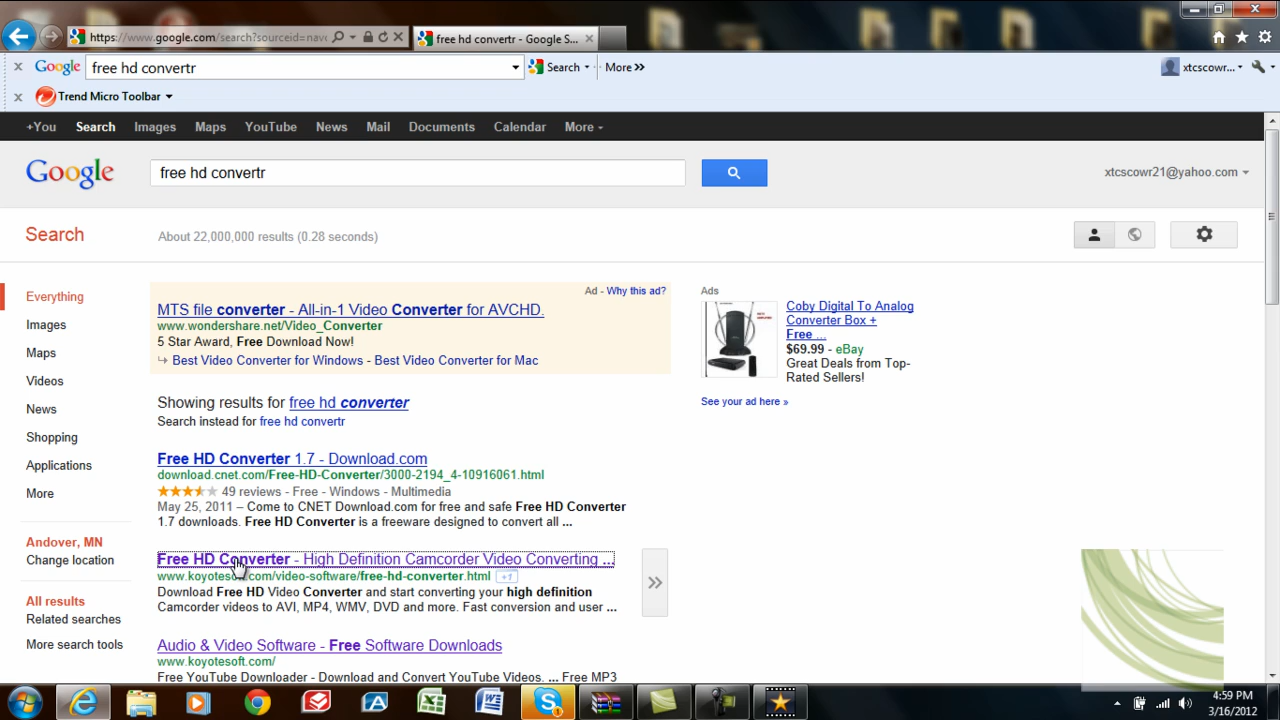 https://www.google.com/search?sourceid=nav
free hd convertr - Google S...
Google free hd convertr Search More »
xtcscowr...
Trend Micro Toolbar
+You Search Images Maps YouTube News Mail Documents Calendar More
Google free hd convertr
xtcscowr21@yahoo.com
Search
About 22,000,000 results (0.28 seconds)
Everything
Images
Maps
Videos
News
Shopping
Applications
More
Andover, MN
Change location
All results
Related searches
More search tools
Ad - Why this ad?
MTS file converter - All-in-1 Video Converter for AVCHD.
www.wondershare.net/Video_Converter
5 Star Award, Free Download Now!
Best Video Converter for Windows - Best Video Converter for Mac
Showing results for free hd converter
Search instead for free hd convertr
Free HD Converter 1.7 - Download.com
download.cnet.com/Free-HD-Converter/3000-2194_4-10916061.html
49 reviews - Free - Windows - Multimedia
May 25, 2011 – Come to CNET Download.com for free and safe Free HD Converter
1.7 downloads. Free HD Converter is a freeware designed to convert all ...
Free HD Converter - High Definition Camcorder Video Converting ...
www.koyotesoft.com/video-software/free-hd-converter.html +1
Download Free HD Video Converter and start converting your high definition
Camcorder videos to AVI, MP4, WMV, DVD and more. Fast conversion and user ...
»
Audio & Video Software - Free Software Downloads
www.koyotesoft.com/
Free YouTube Downloader - Download and Convert YouTube Videos. ... Free MP3
Ads
Coby Digital To Analog
Converter Box +
Free ...
$69.99 - eBay
Great Deals from Top-
Rated Sellers!
See your ad here »
4:59 PM
3/16/2012